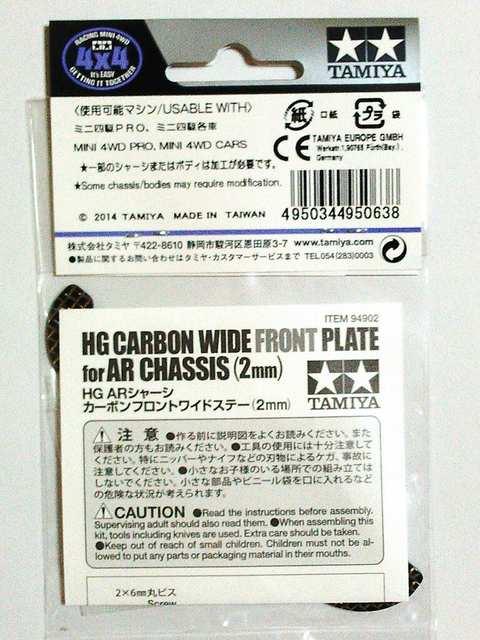 RACING MINI 4WD
4x4
It's EASY
GETTING IT TOGETHER
TAMIYA
〈使用可能マシン/USABLE WITH〉
ミニ四駆PRO、ミニ四駆各車
MINI 4WD PRO, MINI 4WD CARS
★一部のシャーシまたはボディは加工が必要です。
★Some chassis/bodies may require modification.
© 2014 TAMIYA MADE IN TAIWAN
紙 口紙 プラ 袋
CE TAMIYA EUROPE GMBH
Werkstr.1,90765 Fürth(Bay.),
Germany
4950344950638
株式会社タミヤ 〒422-8610 静岡市駿河区恩田原3-7 www.tamiya.com
●製品に関するお問い合わせはタミヤ・カスタマーサービスまで TEL054(283)0003
ITEM 94902
HG CARBON WIDE FRONT PLATE
for AR CHASSIS (2mm)
HG ARシャーシ
カーボンフロントワイドステー(2mm)
TAMIYA
注意 ●作る前に説明図をよくお読みください。また
保護者の方もお読みください。●工具の使用には十分注意して
ください。特にニッパーやナイフなどの刃物によるケガ、事故に
注意してください。●小さなお子様のいる場所での組み立ては
しないでください。小さな部品やビニール袋を口に入れるなど
の危険な状況が考えられます。
CAUTION ●Read the instructions before assembly.
Supervising adult should also read them. ●When assembling this
kit, tools including knives are used. Extra care should be taken.
●Keep out of reach of small children. Children must not be al-
lowed to put any parts or packaging material in their mouths.
2×6mm丸ビス
Screw